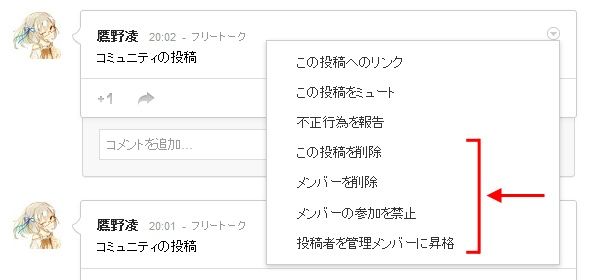 鷹野凌 20:02 - フリートーク
コミュニティの投稿
+1
コメントを追加...
この投稿へのリンク
この投稿をミュート
不正行為を報告
この投稿を削除
メンバーを削除
メンバーの参加を禁止
投稿者を管理メンバーに昇格
鷹野凌 20:01 - フリートーク
コミュニティの投稿